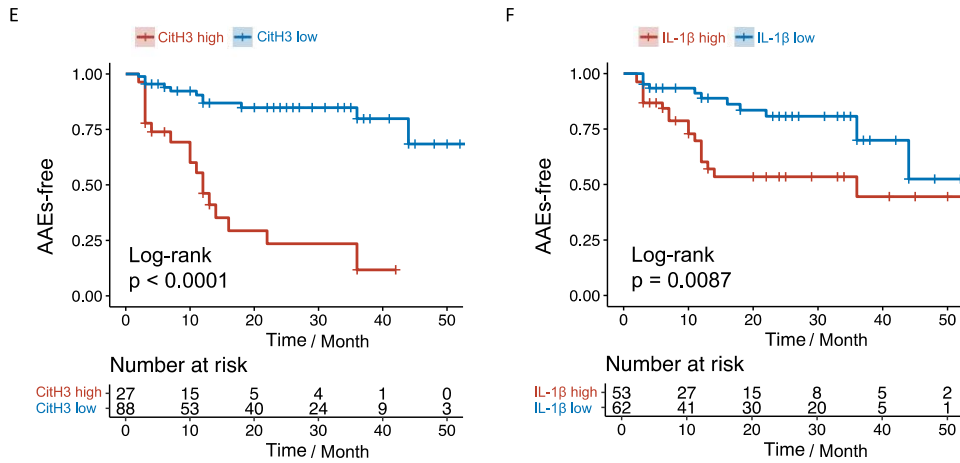 E
CitH3 high CitH3 low
1.00
0.75
0.50
0.25
0.00
AAEs-free
Log-rank
p < 0.0001
0 10 20 30 40 50
Time / Month
Number at risk
CitH3 high 27 15 5 4 1 0
CitH3 low 88 53 40 24 9 3
0 10 20 30 40 50
Time / Month
F
IL-1β high IL-1β low
1.00
0.75
0.50
0.25
0.00
AAEs-free
Log-rank
p = 0.0087
0 10 20 30 40 50
Time / Month
Number at risk
IL-1β high 53 27 15 8 5 2
IL-1β low 62 41 30 20 5 1
0 10 20 30 40 50
Time / Month